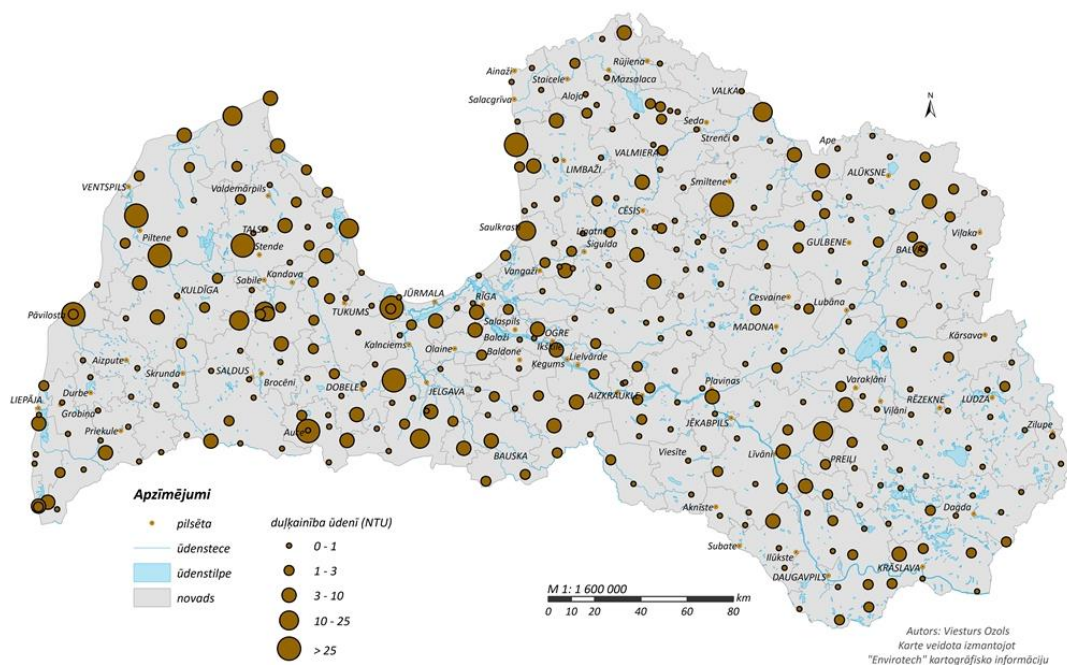 Ainaži
Staicele
Rūjiena
Mazsalaca
Salacgrīva
Aloja
VALKA
N
Seda
Strenči
VALMIERA
Ape
LIMBAŽI
Smiltene
ALŪKSNE
VENTSPILS
Valdemārpils
CĒSIS
Piltene
TALSI
Stende
Saulkrasti
Līgatne
Sigulda
GULBENE
BALVI
Viļaka
Vangaži
Sabile
Kandava
KULDĪGA
TUKUMS
JŪRMALA
RĪGA
Cesvaine
Lubāna
Pāvilosta
Salaspils
MADONA
Kārsava
Kalnciems
Olaine
Baloži
Baldone
OGRE
Ikšķile
Lielvārde
Ķegums
Aizpute
Skrunda
SALDUS
Brocēni
DOBELE
JELGAVA
AIZKRAUKLE
Pļaviņas
Varakļāni
Viļāni
RĒZEKNE
LUDZA
LIEPĀJA
Durbe
Grobiņa
Priekule
Auce
BAUSKA
JĒKABPILS
Viesīte
Līvāni
PREIĻI
Zilupe
Aknīste
Dagda
Subate
Ilūkste
DAUGAVPILS
KRĀSLAVA
Apzīmējumi
pilsēta
ūdenstece
ūdenstilpe
novads
duļķainība ūdenī (NTU)
0 - 1
1 - 3
3 - 10
10 - 25
> 25
M 1: 1 600 000
km
10 20 40 60 80
Autors: Viesturs Ozols
Karte veidota izmantojot
"Envirotech" kartogrāfisko informāciju